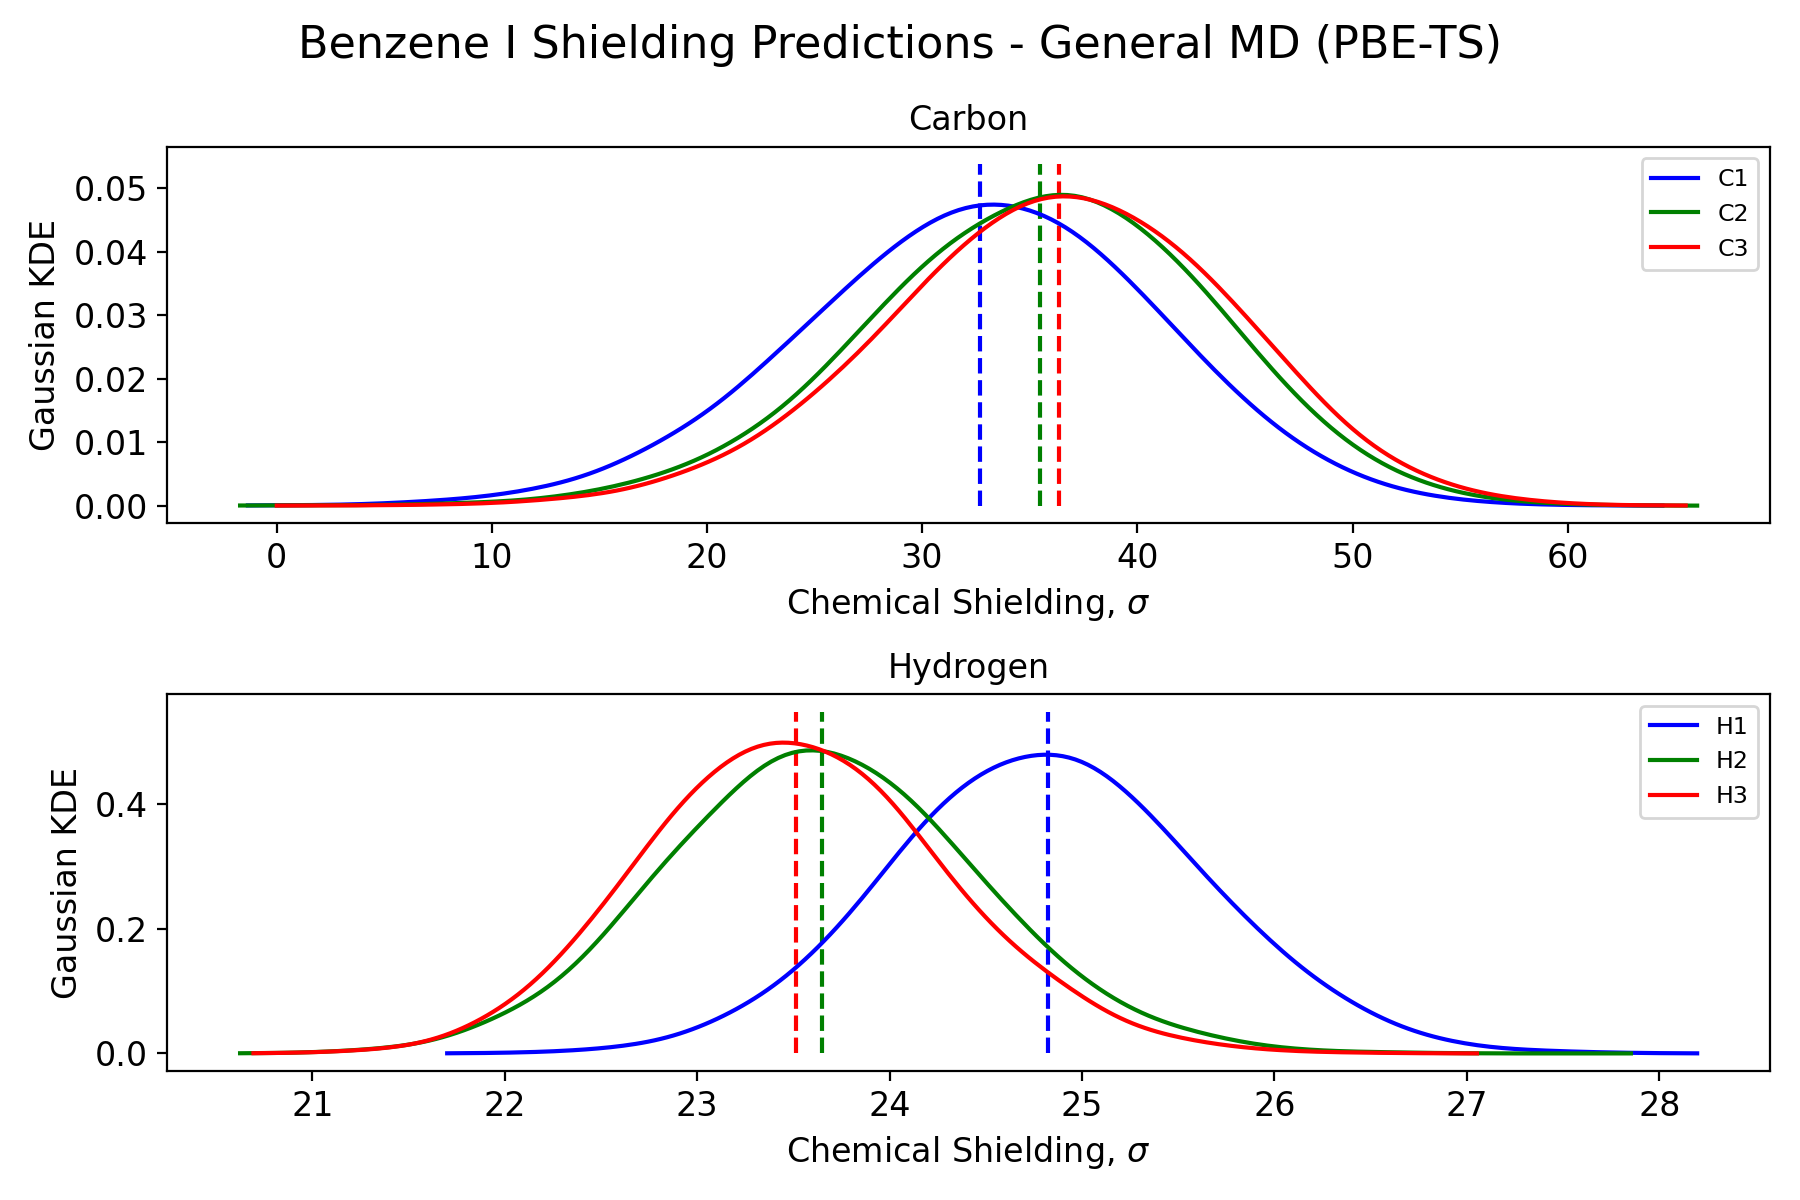 Benzene I Shielding Predictions - General MD (PBE-TS)
Carbon
Gaussian KDE
0.05
0.04
0.03
0.02
0.01
0.00
C1
C2
C3
0 10 20 30 40 50 60
Chemical Shielding, σ
Hydrogen
Gaussian KDE
0.4
0.2
0.0
H1
H2
H3
21 22 23 24 25 26 27 28
Chemical Shielding, σ